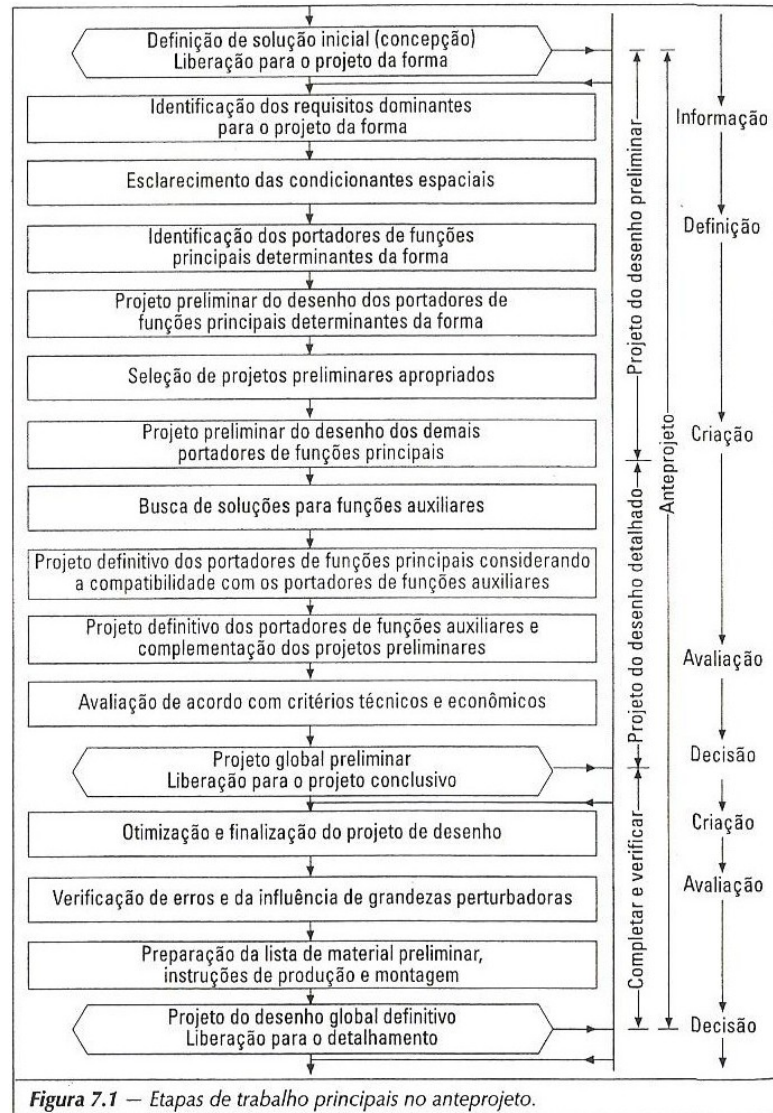 Definição de solução inicial (concepção)
Liberação para o projeto da forma
Identificação dos requisitos dominantes
para o projeto da forma
Esclarecimento das condicionantes espaciais
Identificação dos portadores de funções
principais determinantes da forma
Projeto preliminar do desenho dos portadores de
funções principais determinantes da forma
Seleção de projetos preliminares apropriados
Projeto preliminar do desenho dos demais
portadores de funções principais
Busca de soluções para funções auxiliares
Projeto definitivo dos portadores de funções principais considerando
a compatibilidade com os portadores de funções auxiliares
Projeto definitivo dos portadores de funções auxiliares e
complementação dos projetos preliminares
Avaliação de acordo com critérios técnicos e econômicos
Projeto global preliminar
Liberação para o projeto conclusivo
Otimização e finalização do projeto de desenho
Verificação de erros e da influência de grandezas perturbadoras
Preparação da lista de material preliminar,
instruções de produção e montagem
Projeto do desenho global definitivo
Liberação para o detalhamento
Projeto do desenho preliminar
Projeto do desenho detalhado
Completar e verificar
Anteprojeto
Informação
Definição
Criação
Avaliação
Decisão
Criação
Avaliação
Decisão
Figura 7.1 — Etapas de trabalho principais no anteprojeto.